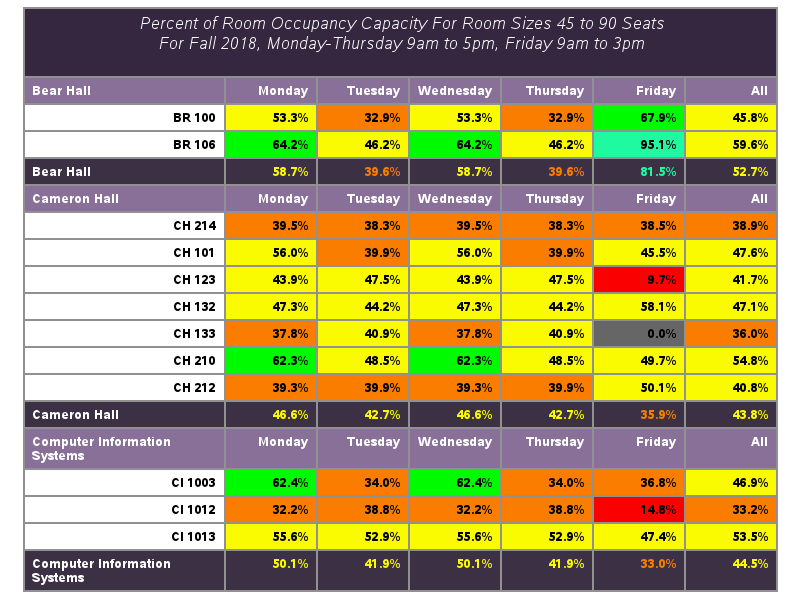 Percent of Room Occupancy Capacity For Room Sizes 45 to 90 Seats
For Fall 2018, Monday-Thursday 9am to 5pm, Friday 9am to 3pm
Bear Hall Monday Tuesday Wednesday Thursday Friday All
BR 100 53.3% 32.9% 53.3% 32.9% 67.9% 45.8%
BR 106 64.2% 46.2% 64.2% 46.2% 95.1% 59.6%
Bear Hall 58.7% 39.6% 58.7% 39.6% 81.5% 52.7%
Cameron Hall Monday Tuesday Wednesday Thursday Friday All
CH 214 39.5% 38.3% 39.5% 38.3% 38.5% 38.9%
CH 101 56.0% 39.9% 56.0% 39.9% 45.5% 47.6%
CH 123 43.9% 47.5% 43.9% 47.5% 9.7% 41.7%
CH 132 47.3% 44.2% 47.3% 44.2% 58.1% 47.1%
CH 133 37.8% 40.9% 37.8% 40.9% 0.0% 36.0%
CH 210 62.3% 48.5% 62.3% 48.5% 49.7% 54.8%
CH 212 39.3% 39.9% 39.3% 39.9% 50.1% 40.8%
Cameron Hall 46.6% 42.7% 46.6% 42.7% 35.9% 43.8%
Computer Information Monday Tuesday Wednesday Thursday Friday All
Systems
CI 1003 62.4% 34.0% 62.4% 34.0% 36.8% 46.9%
CI 1012 32.2% 38.8% 32.2% 38.8% 14.8% 33.2%
CI 1013 55.6% 52.9% 55.6% 52.9% 47.4% 53.5%
Computer Information 50.1% 41.9% 50.1% 41.9% 33.0% 44.5%
Systems